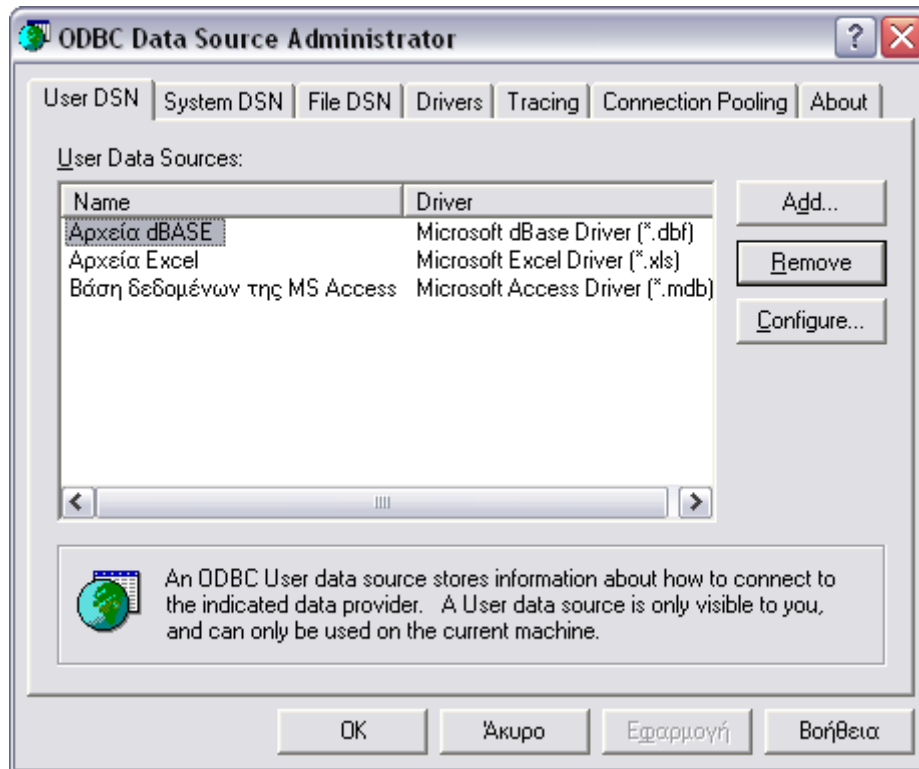 ODBC Data Source Administrator
User DSN System DSN File DSN Drivers Tracing Connection Pooling About
User Data Sources:
Name Driver
Αρχεία dBASE Microsoft dBase Driver (*.dbf)
Αρχεία Excel Microsoft Excel Driver (*.xls)
Βάση δεδομένων της MS Access Microsoft Access Driver (*.mdb)
Add...
Remove
Configure...
An ODBC User data source stores information about how to connect to
the indicated data provider. A User data source is only visible to you,
and can only be used on the current machine.
OK Άκυρο Εφαρμογή Βοήθεια